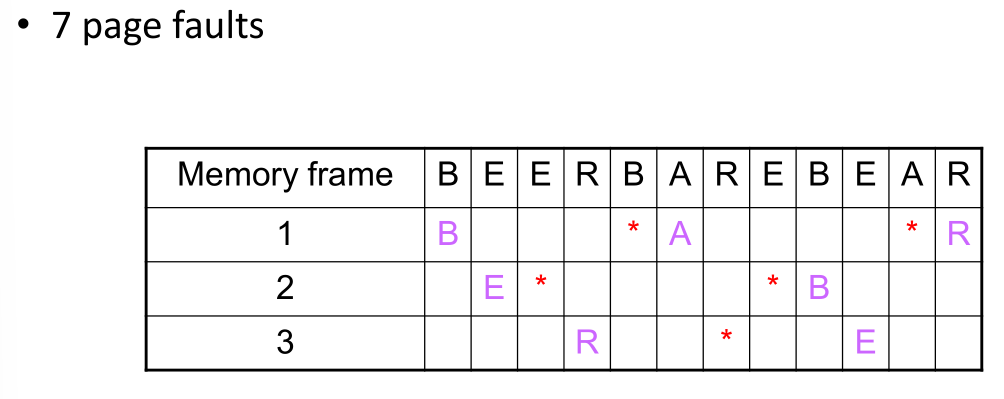 • 7 page faults
Memory frame B E E R B A R E B E A R
1 B * A * R
2 E * * B
3 R * E